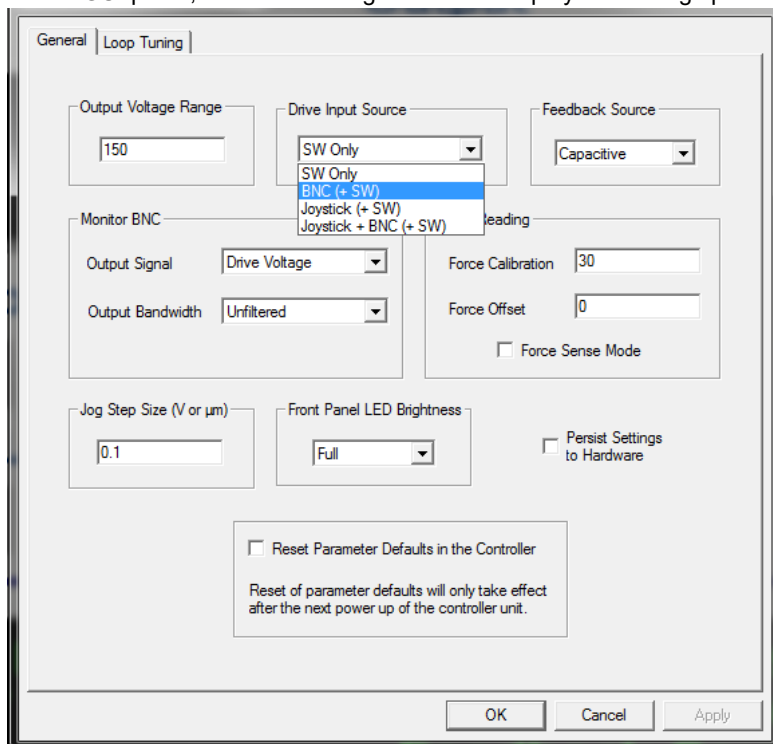 General Loop Tuning
Output Voltage Range
150
Drive Input Source
SW Only
SW Only
BNC (+ SW)
Joystick (+ SW)
Joystick + BNC (+ SW)
Feedback Source
Capacitive
Monitor BNC
Output Signal Drive Voltage
Output Bandwidth Unfiltered
Reading
Force Calibration 30
Force Offset 0
Force Sense Mode
Jog Step Size (V or µm)
0.1
Front Panel LED Brightness
Full
Persist Settings
to Hardware
Reset Parameter Defaults in the Controller
Reset of parameter defaults will only take effect
after the next power up of the controller unit.
OK Cancel Apply